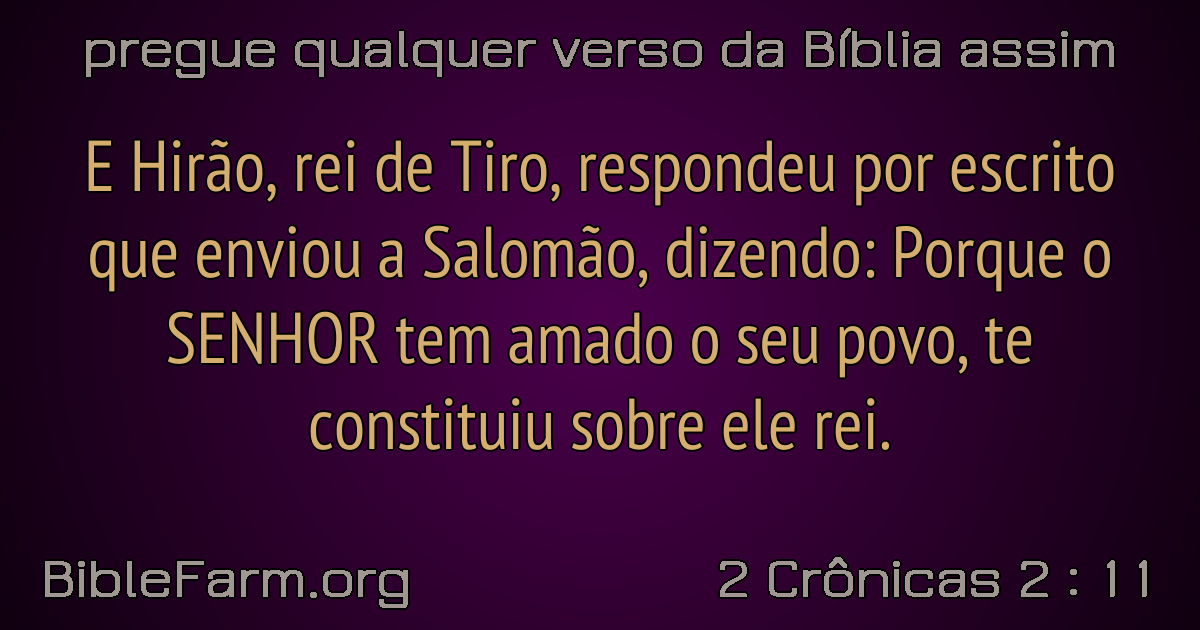 pregue qualquer verso da Bíblia assim
E Hirão, rei de Tiro, respondeu por escrito
que enviou a Salomão, dizendo: Porque o
SENHOR tem amado o seu povo, te
constituiu sobre ele rei.
BibleFarm.org
2 Crônicas 2 : 11